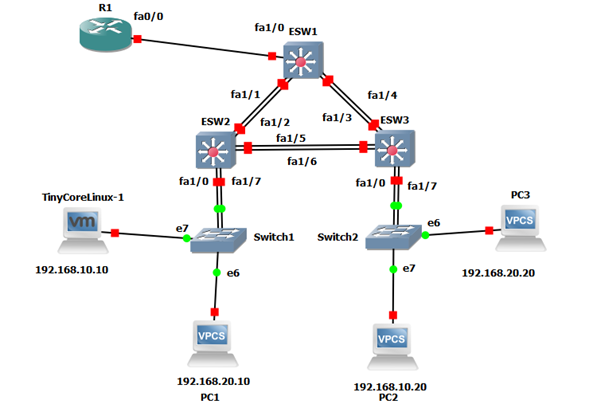 R1
fa0/0
fa1/0
ESW1
fa1/1
fa1/2
fa1/4
fa1/3
ESW2
ESW3
fa1/5
fa1/6
fa1/0
fa1/7
fa1/0
fa1/7
TinyCoreLinux-1
vm
e7
Switch1
192.168.10.10
e6
VPCS
192.168.20.10
PC1
Switch2
e6
e7
PC3
VPCS
192.168.20.20
VPCS
192.168.10.20
PC2